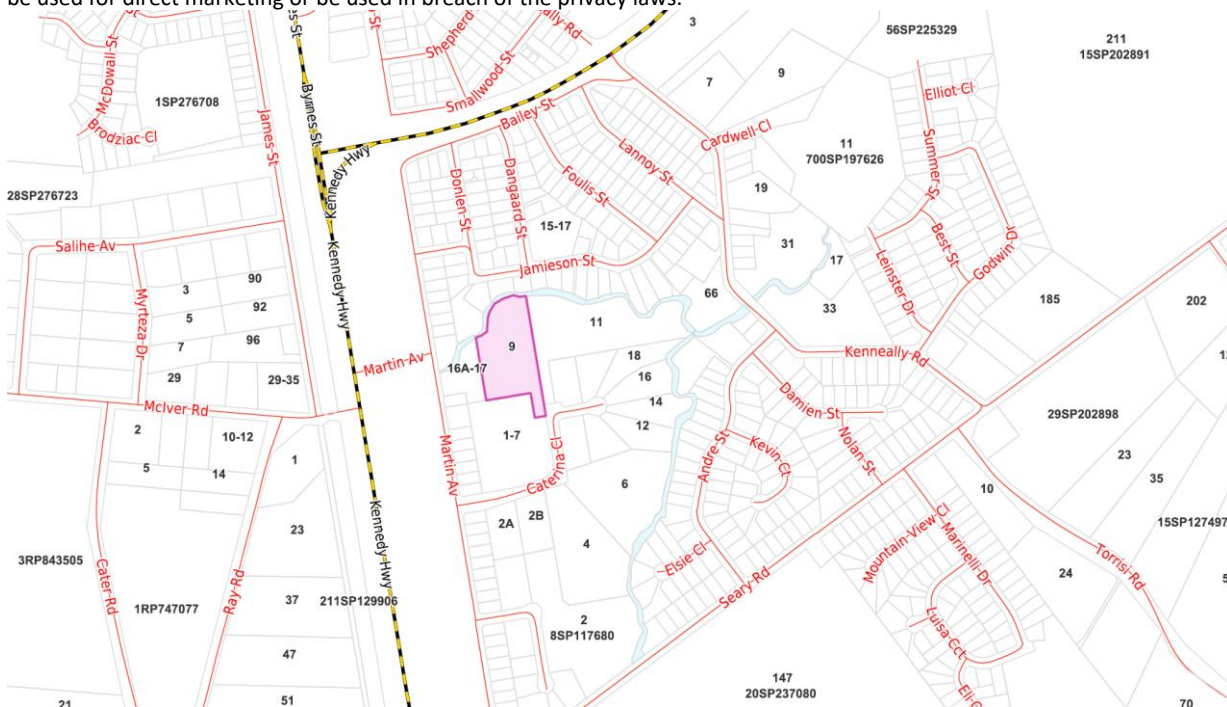 be used for direct marketing or be used in breach of the privacy laws.
3
56SP225329
211
15SP202891
Shepherd
Smallwood St
McDowall St
1SP276708
Brodziac Cl
James St
Byrnes St
7
9
Elliot Cl
Bailey St
Cardwell Cl
Summer St
11
700SP197626
Kennedy Hwy
Lannoy St
Donlen St
Dangaard St
Foulis St
19
28SP276723
15-17
Best St
Godwin Dr
Leinster Dr
Salihe Av
Kennedy Hwy
Jamieson St
31
17
90
3
92
66
5
33
185
202
Myrteza Dr
7
96
9
11
Kenneally Rd
Martin Av
16A-17
18
16
29
29-35
14
12
McIver Rd
Damien St
Nolan St
29SP202898
2
10-12
5
14
1
1-7
Caterina Cl
Martin Av
Andre St
Kevin Ct
23
35
6
10
2A
2B
Kennedy Hwy
15SP127497
23
4
Mountain View Cl
Marinelli Dr
3RP843505
Cater Rd
Ray Rd
Elsie Cl
Seary Rd
24
Torrisi Rd
1RP747077
37
211SP129906
2
8SP117680
Luisa Cct
47
147
20SP237080
21
51
70